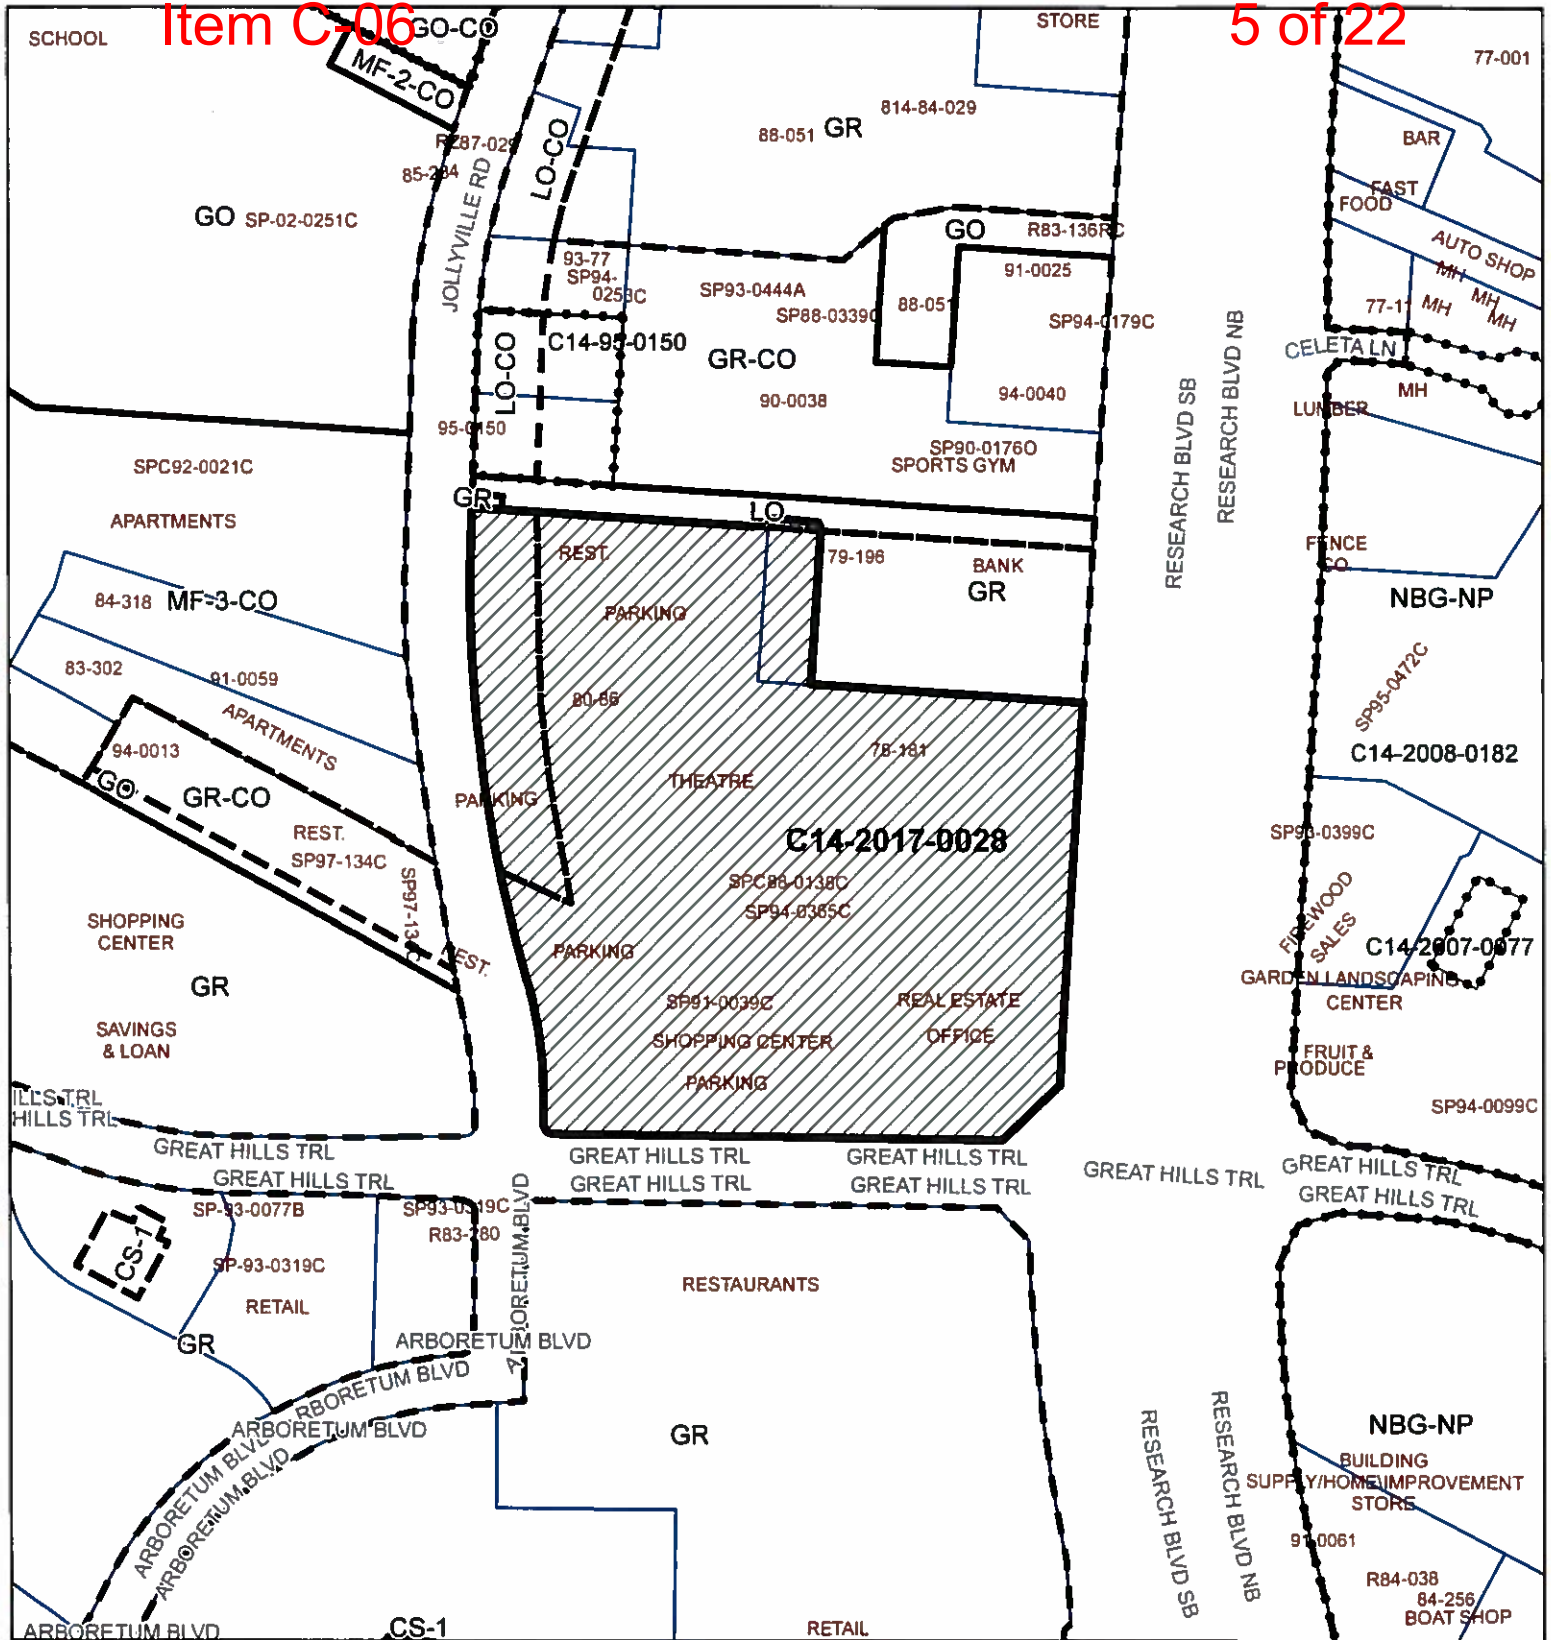 Item C-06
5 of 22
SCHOOL
GO-CO
STORE
77-001
MF-2-CO
814-84-029
88-051
GR
BAR
RZ87-029
LO-CO
85-284
JOLLYVILLE RD
FAST
FOOD
GO
SP-02-0251C
GO
R83-136RC
AUTO SHOP
93-77
SP94-
0253C
SP93-0444A
91-0025
MH
MH
MH
MH
SP88-0339C
88-051
77-11
SP94-0179C
C14-95-0150
LO-CO
GR-CO
CELETA LN
RESEARCH BLVD NB
RESEARCH BLVD SB
MH
94-0040
90-0038
LUMBER
95-0150
SP90-0176O
SPORTS GYM
SPC92-0021C
GR
LO
APARTMENTS
REST.
79-196
BANK
FENCE
CO
GR
84-318
MF-3-CO
NBG-NP
PARKING
83-302
91-0059
80-86
SP95-0472C
APARTMENTS
94-0013
78-181
C14-2008-0182
GO
GR-CO
THEATRE
PARKING
REST.
C14-2017-0028
SP93-0399C
SP97-134C
SPC88-0138C
SP94-0365C
SHOPPING
CENTER
FIREWOOD
SALES
C14-2007-0077
PARKING
GR
GARDEN LANDSCAPING
CENTER
SP91-0039C
REAL ESTATE
OFFICE
SAVINGS
& LOAN
SHOPPING CENTER
FRUIT &
PRODUCE
PARKING
ILLS TRL
HILLS TRL
SP94-0099C
GREAT HILLS TRL
GREAT HILLS TRL
GREAT HILLS TRL
GREAT HILLS TRL
GREAT HILLS TRL
GREAT HILLS TRL
GREAT HILLS TRL
GREAT HILLS TRL
GREAT HILLS TRL
SP-93-0077B
SP93-0319C
R83-280
CS-1
SP-93-0319C
RETAIL
ARBORETUM BLVD
RESTAURANTS
GR
ARBORETUM BLVD
ARBORETUM BLVD
ARBORETUM BLVD
ARBORETUM BLVD
ARBORETUM BLVD
GR
NBG-NP
RESEARCH BLVD SB
RESEARCH BLVD NB
BUILDING
SUPPLY/HOME IMPROVEMENT
STORE
91-0061
R84-038
84-256
BOAT SHOP
ARBORETUM BLVD
CS-1
RETAIL